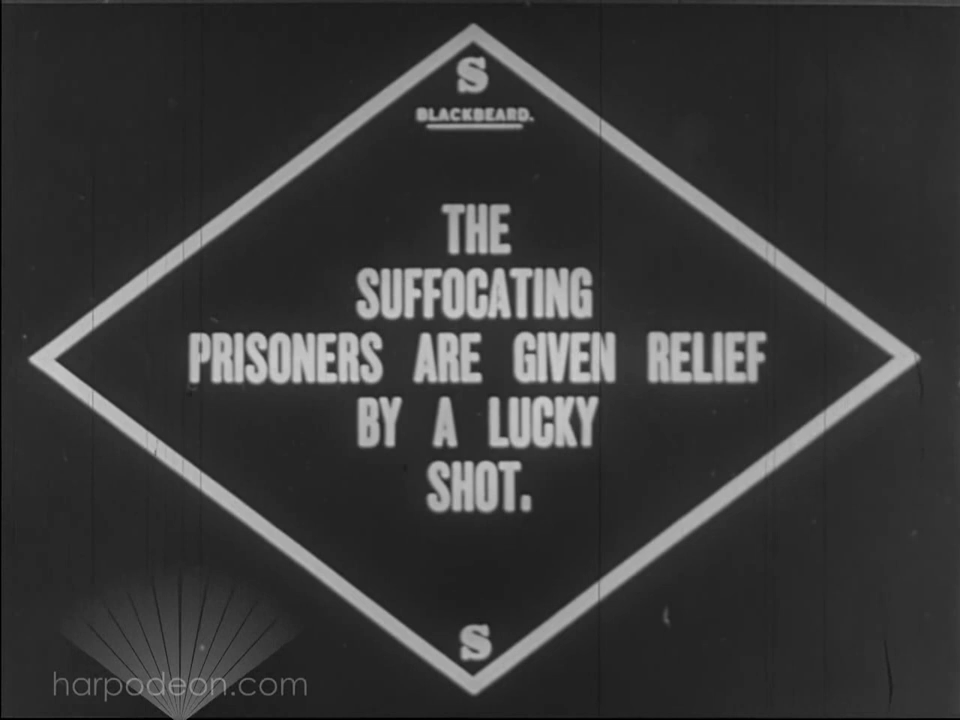 S
BLACKBEARD.
THE
SUFFOCATING
PRISONERS ARE GIVEN RELIEF
BY A LUCKY
SHOT.
S
harpodeon.com